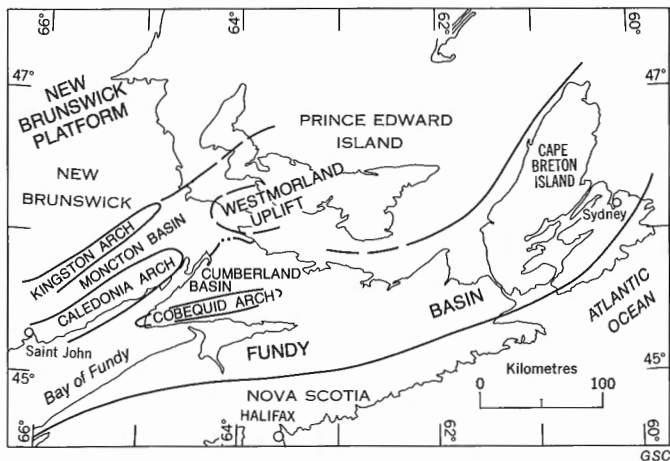 66°
64°
62°
60°
47°
47°
NEW
BRUNSWICK
PLATFORM
NEW
BRUNSWICK
PRINCE EDWARD
ISLAND
CAPE
BRETON
ISLAND
Sydney
WESTMORLAND
UPLIFT
KINGSTON ARCH
MONCTON BASIN
CALEDONIA ARCH
CUMBERLAND
BASIN
COBEQUID ARCH?
BASIN
FUNDY
ATLANTIC
OCEAN
Saint John
Bay of Fundy
45°
45°
Kilometres
0 100
NOVA SCOTIA
HALIFAX
66°
64°
62°
60°
GSC